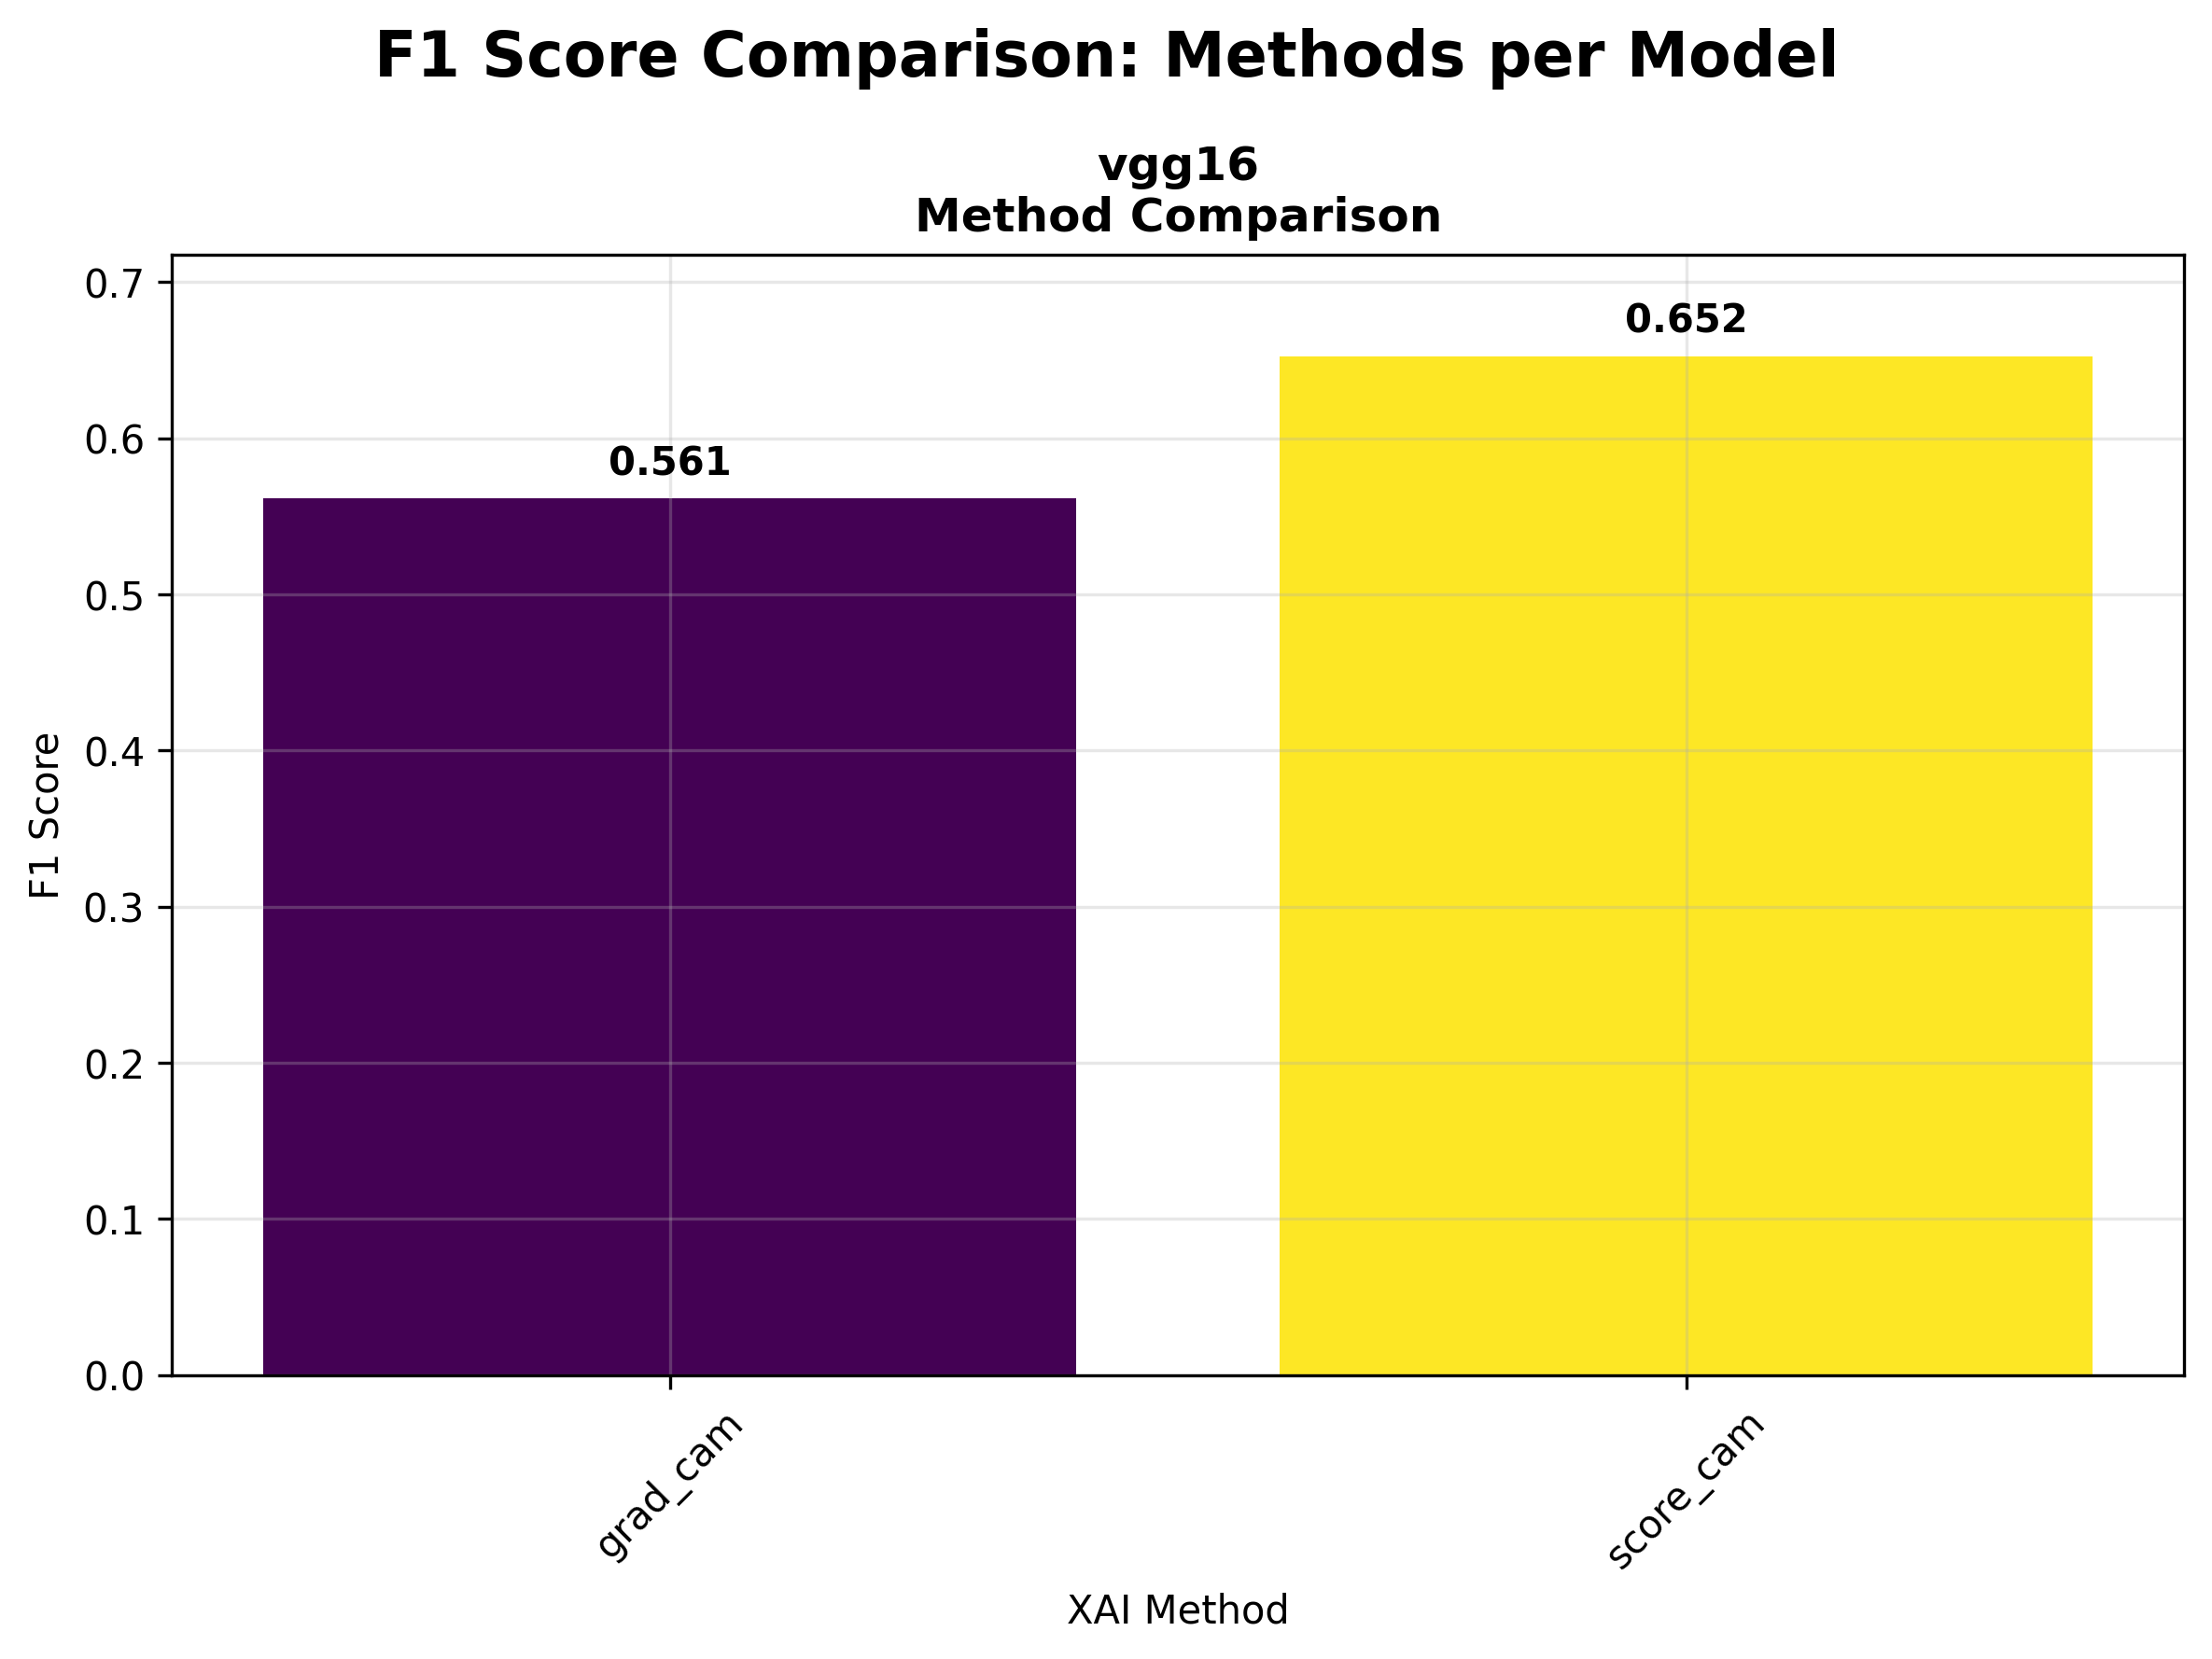 F1 Score Comparison: Methods per Model
vgg16
Method Comparison
0.7
0.6
0.5
0.4
0.3
0.2
0.1
0.0
F1 Score
0.561
0.652
grad_cam
score_cam
XAI Method